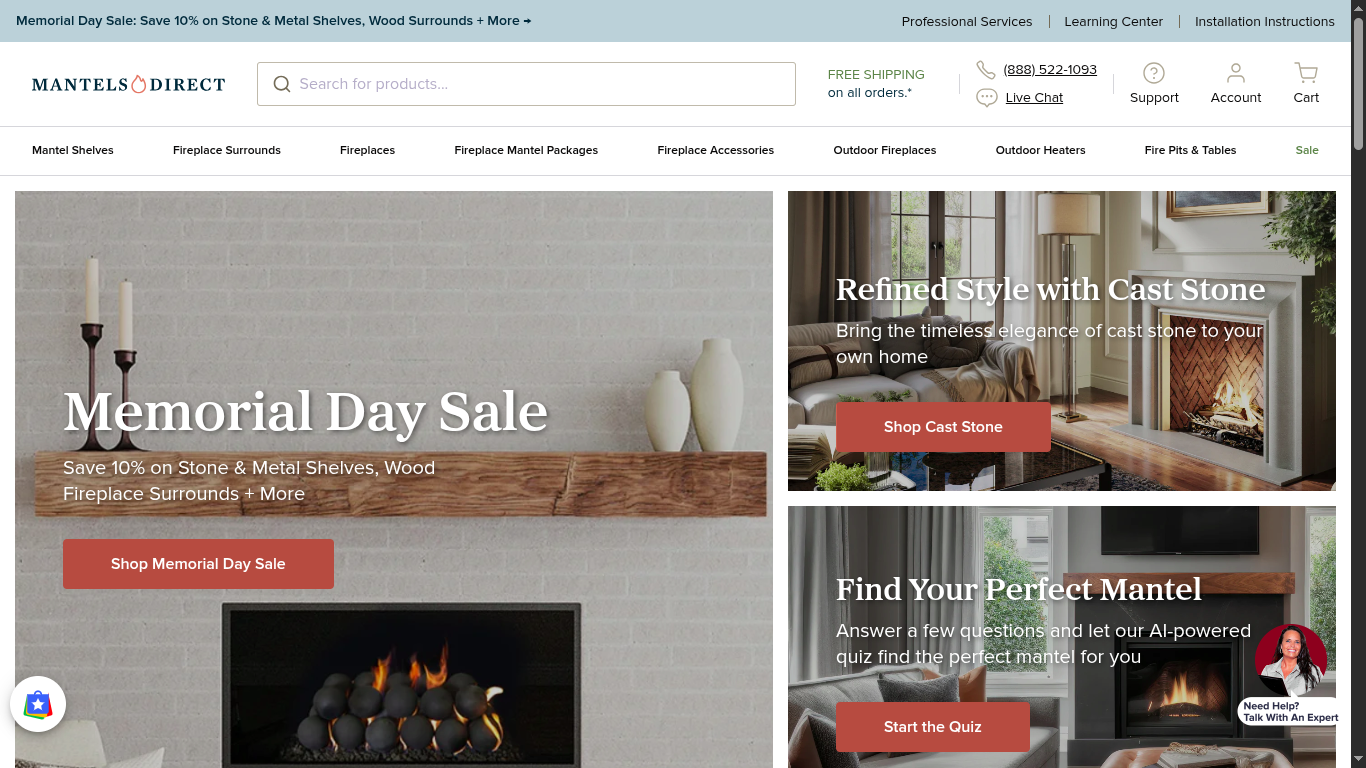 Memorial Day Sale: Save 10% on Stone & Metal Shelves, Wood Surrounds + More →
Professional Services
Learning Center
Installation Instructions
MANTELS DIRECT
Search for products...
FREE SHIPPING
on all orders.*
(888) 522-1093
Live Chat
Support
Account
Cart
Mantel Shelves
Fireplace Surrounds
Fireplaces
Fireplace Mantel Packages
Fireplace Accessories
Outdoor Fireplaces
Outdoor Heaters
Fire Pits & Tables
Sale
Memorial Day Sale
Save 10% on Stone & Metal Shelves, Wood
Fireplace Surrounds + More
Shop Memorial Day Sale
Refined Style with Cast Stone
Bring the timeless elegance of cast stone to your
own home
Shop Cast Stone
Find Your Perfect Mantel
Answer a few questions and let our AI-powered
quiz find the perfect mantel for you
Start the Quiz
Need Help?
Talk With An Expert